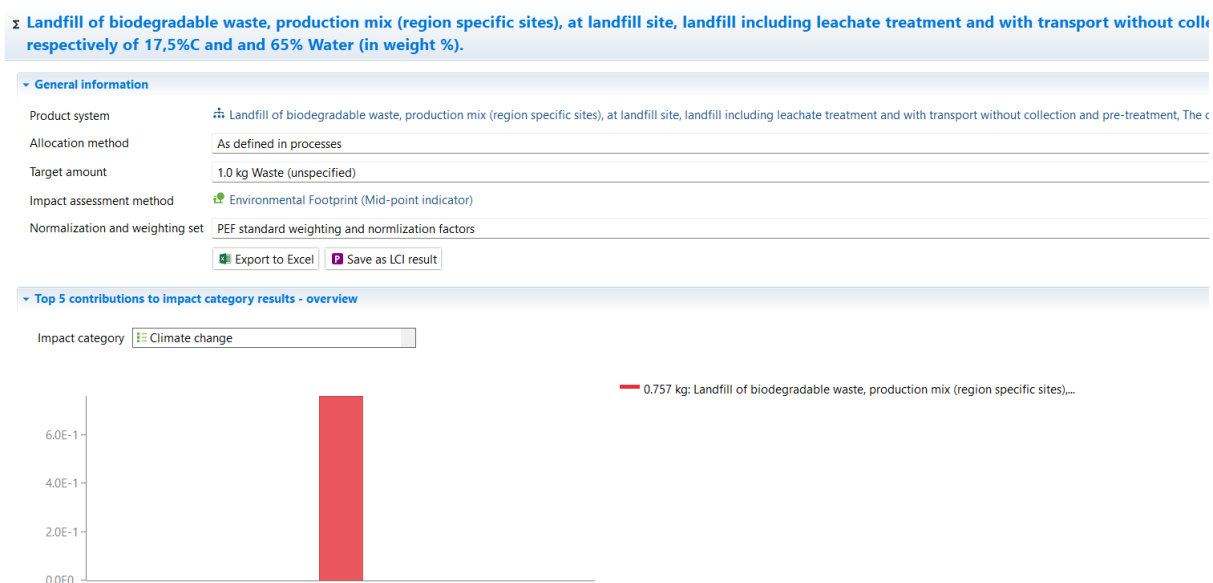 Σ Landfill of biodegradable waste, production mix (region specific sites), at landfill site, landfill including leachate treatment and with transport without
respectively of 17,5%C and and 65% Water (in weight %).
General information
Product system Landfill of biodegradable waste, production mix (region specific sites), at landfill site, landfill including leachate treatment and with transport without collection and pre-treatment, The
Allocation method As defined in processes
Target amount 1.0 kg Waste (unspecified)
Impact assessment method Environmental Footprint (Mid-point indicator)
Normalization and weighting set PEF standard weighting and normlization factors
Export to Excel Save as LCI result
Top 5 contributions to impact category results - overview
Impact category Climate change
0.757 kg: Landfill of biodegradable waste, production mix (region specific sites),...
6.0E-1
4.0E-1
2.0E-1
0.0E0